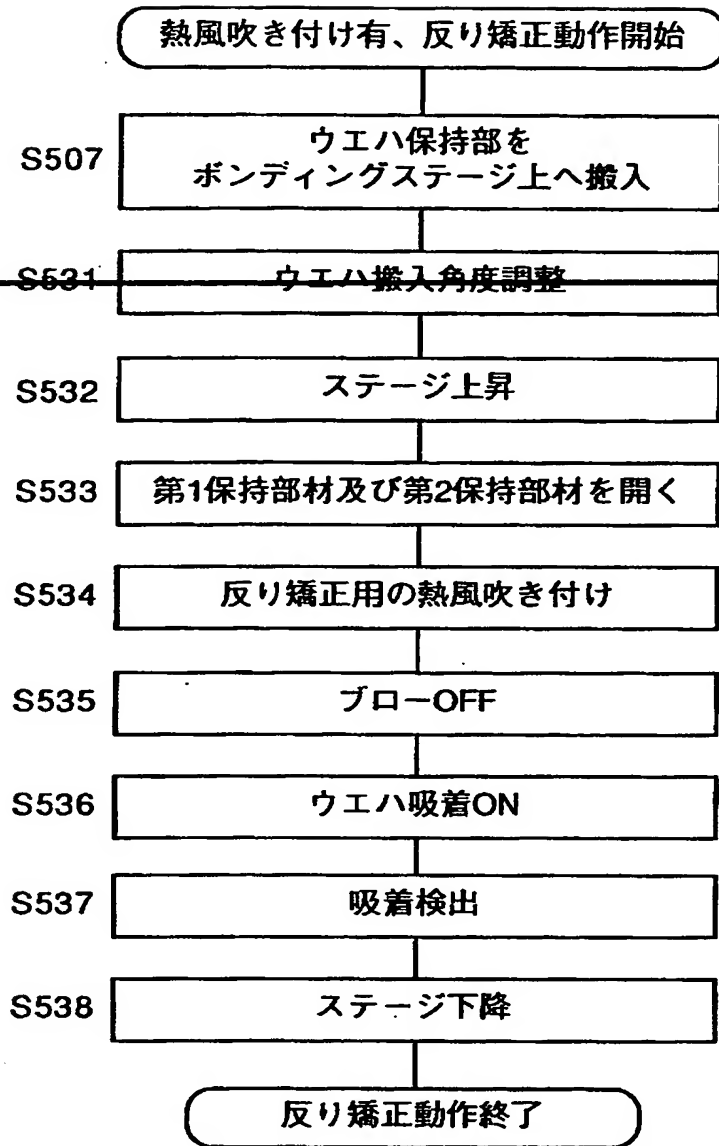 熱風吹き付け有、反り矯正動作開始
S507
ウエハ保持部を
ボンディングステージ上へ搬入
S531
ウエハ搬入角度調整
S532
ステージ上昇
S533
第1保持部材及び第2保持部材を開く
S534
反り矯正用の熱風吹き付け
S535
ブローOFF
S536
ウエハ吸着ON
S537
吸着検出
S538
ステージ下降
反り矯正動作終了